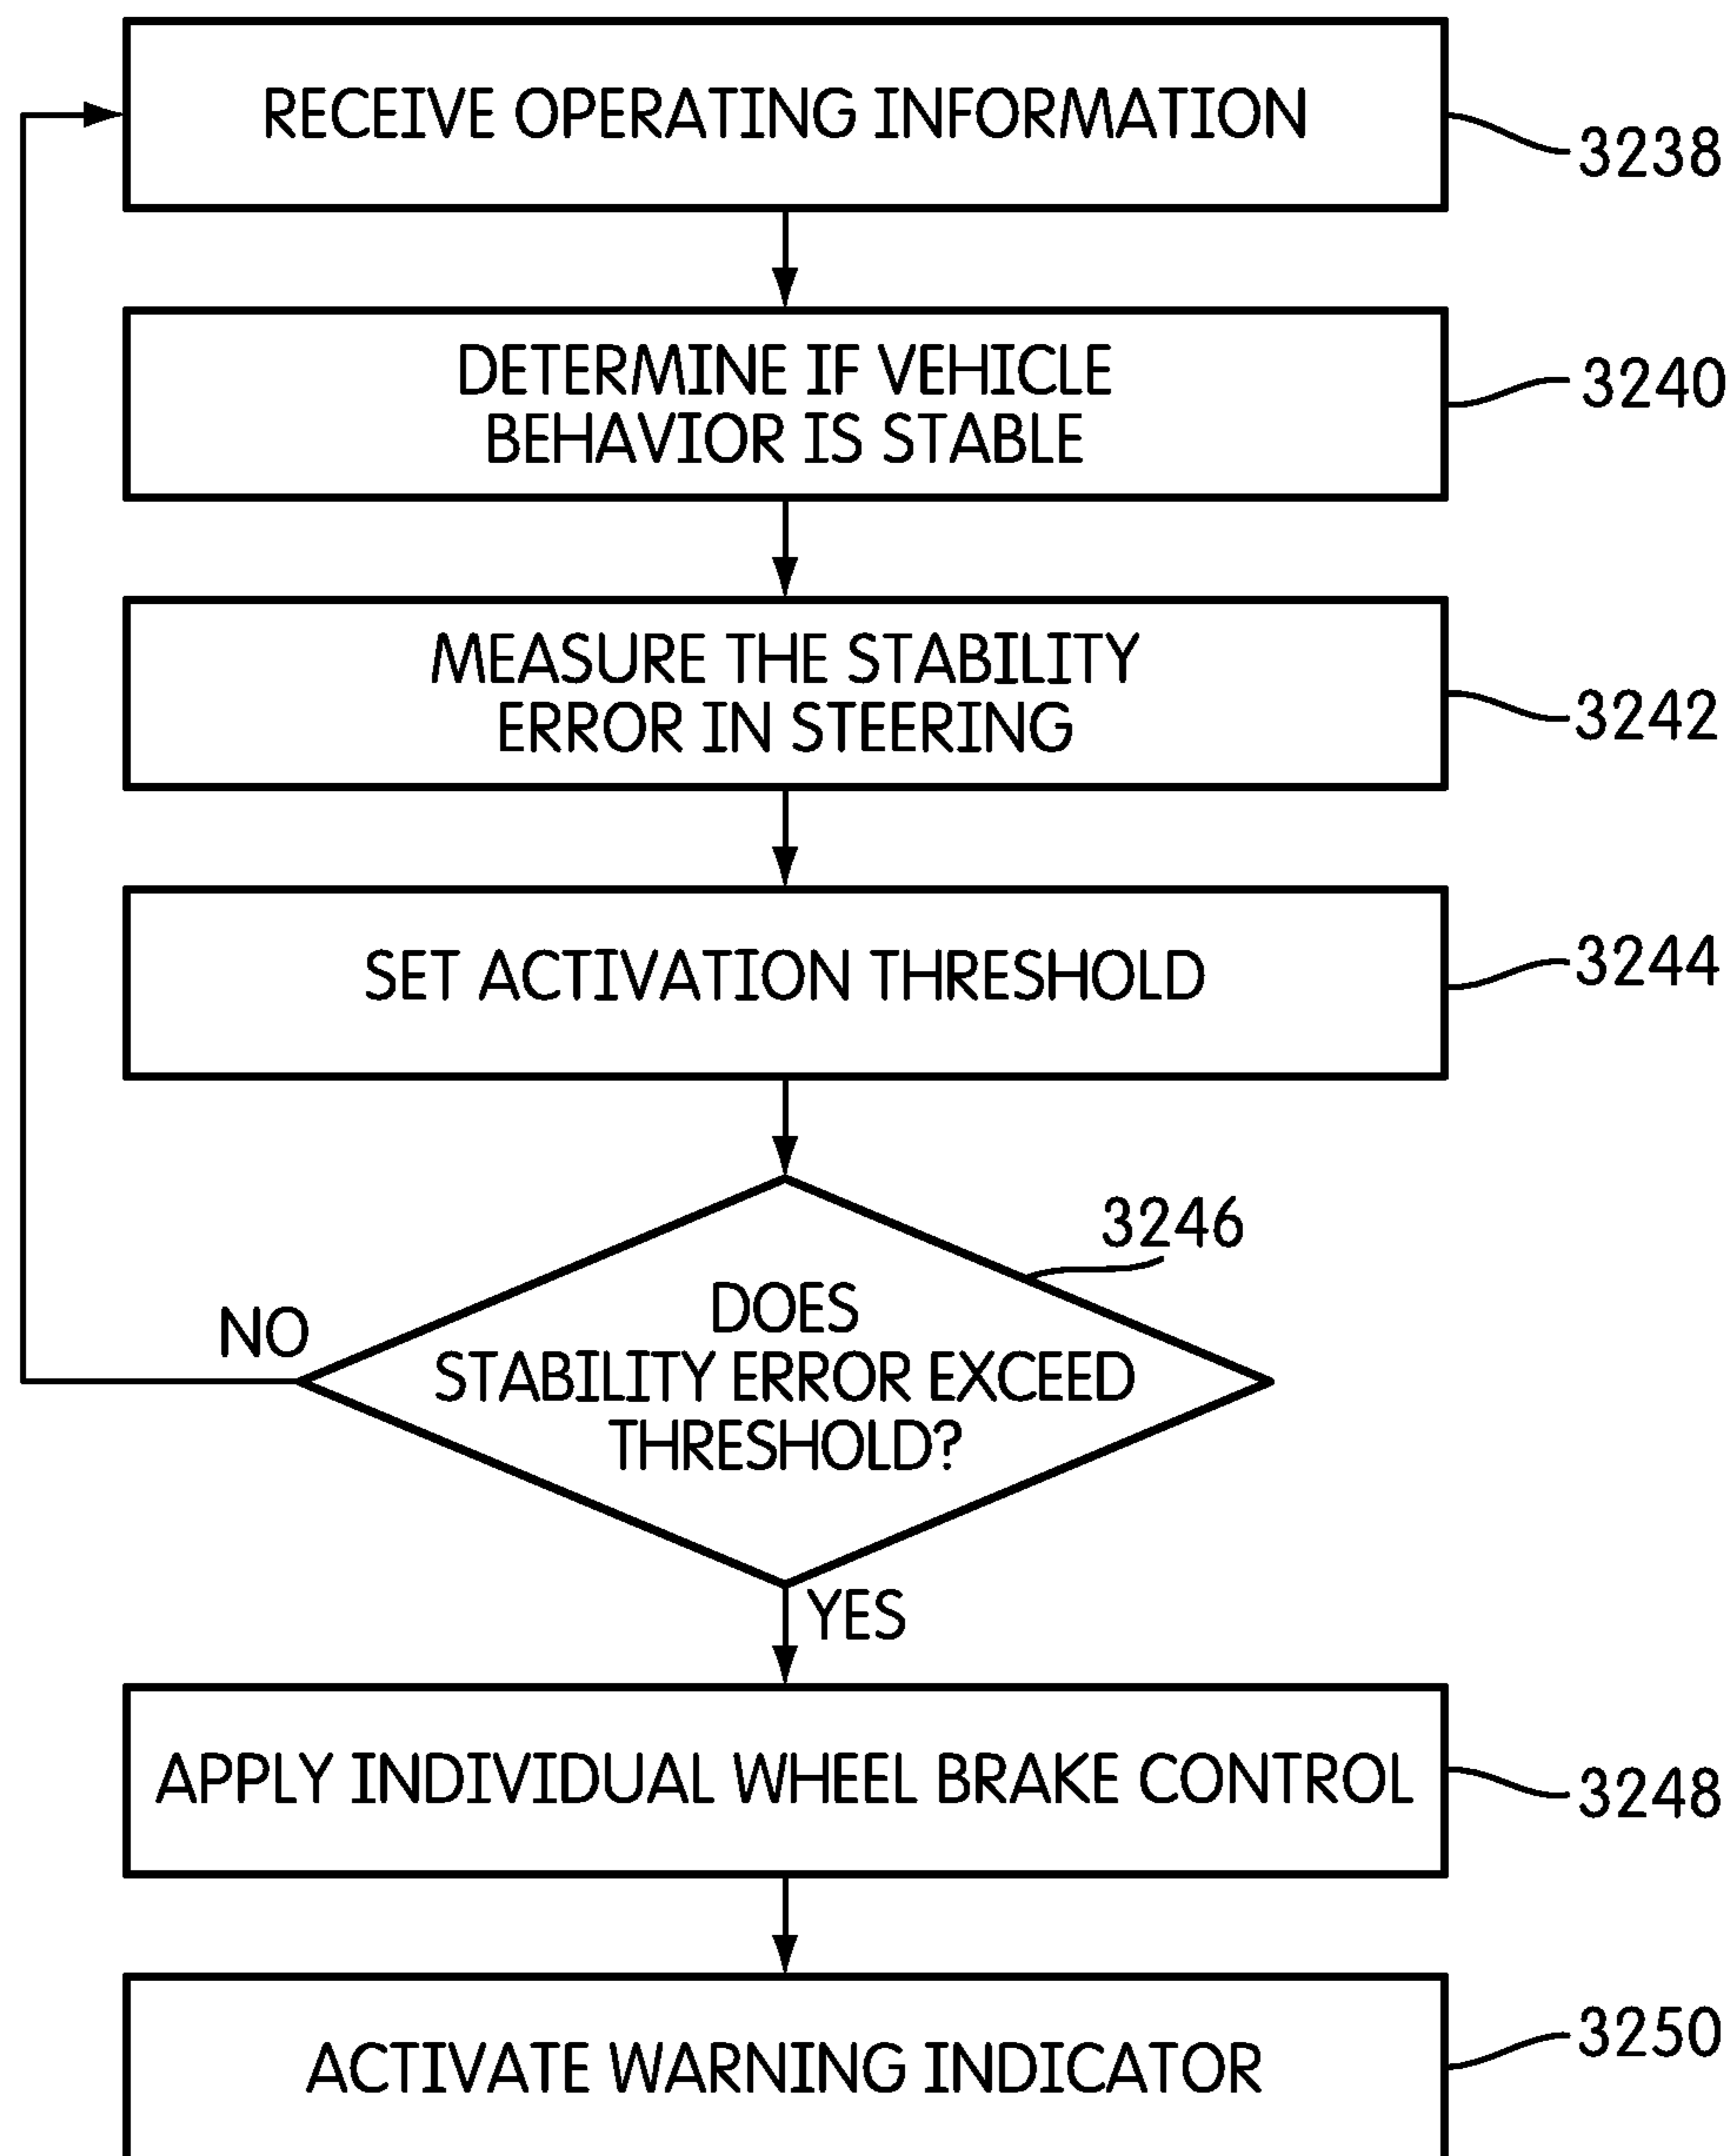 RECEIVE OPERATING INFORMATION
3238
DETERMINE IF VEHICLE
BEHAVIOR IS STABLE
3240
MEASURE THE STABILITY
ERROR IN STEERING
3242
SET ACTIVATION THRESHOLD
3244
3246
DOES
STABILITY ERROR EXCEED
THRESHOLD?
NO
YES
APPLY INDIVIDUAL WHEEL BRAKE CONTROL
3248
ACTIVATE WARNING INDICATOR
3250